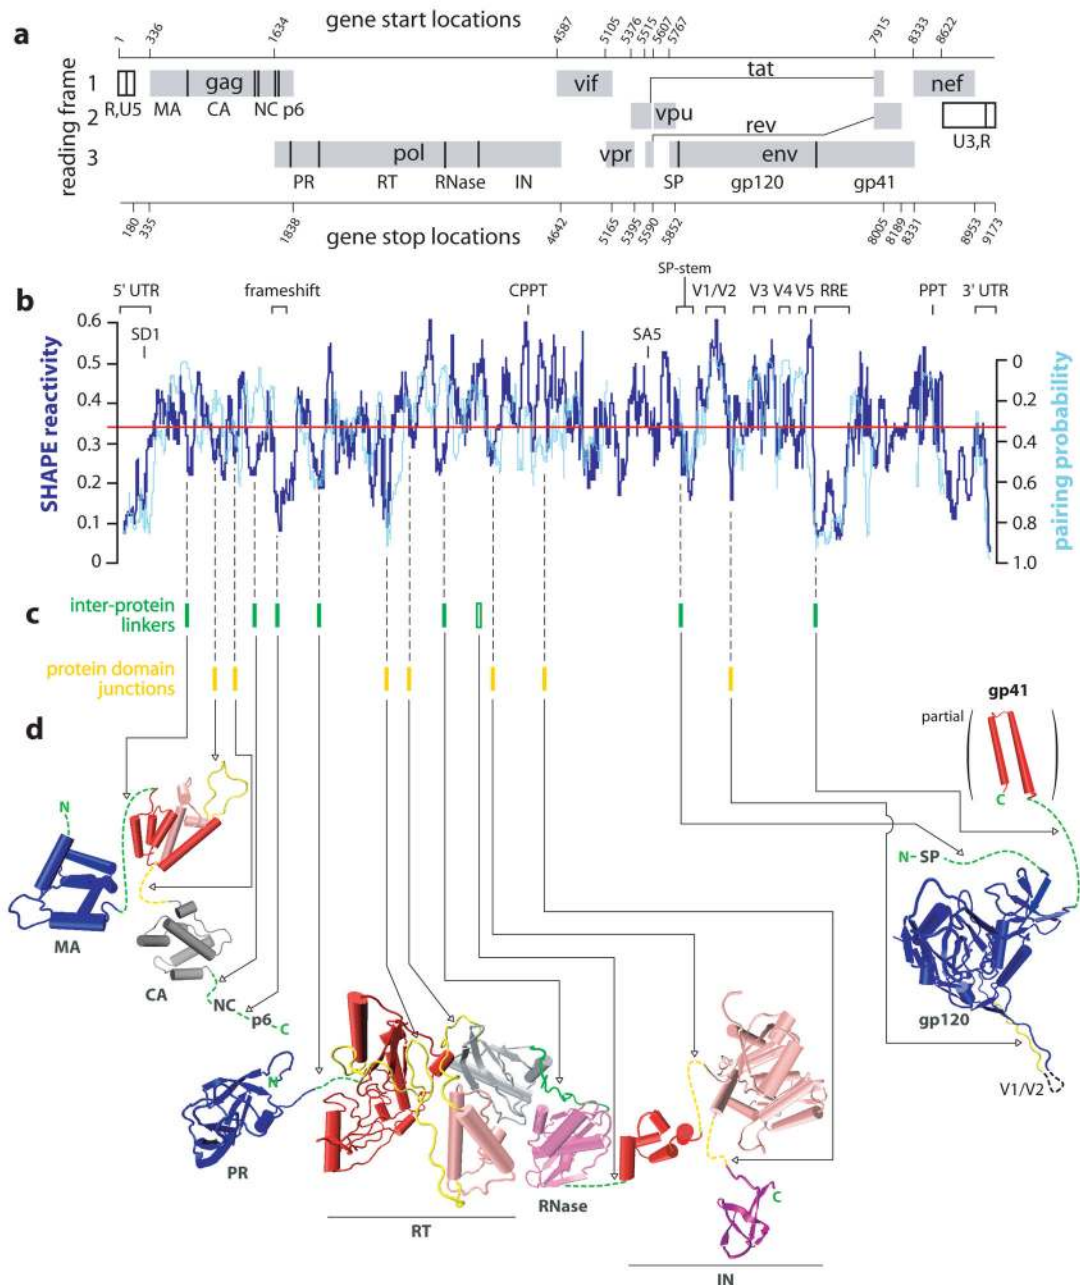 a
gene start locations
1 336 1634 4587 5105 5376 5515 5607 5767 7915 8333 8622
reading frame
1 gag vif tat nef
R,U5 MA CA NC p6
2 vpu rev
U3,R
3 pol vpr env
PR RT RNase IN SP gp120 gp41
180 335 1838 4642 5165 5395 5590 5852 8005 8189 8331 8953 9173
gene stop locations
b
SP-stem
5' UTR frameshift CPPT V1/V2 V3 V4 V5 RRE PPT 3' UTR
SD1 SA5
SHAPE reactivity
0.6
0.5
0.4
0.3
0.2
0.1
0
0
0.2
0.4
0.6
0.8
1.0
pairing probability
c
inter-protein
linkers
protein domain
junctions
d
gp41
partial
C
N
MA
CA
NC
p6
C
N- SP
gp120
V1/V2
N
PR
RT
RNase
C
IN